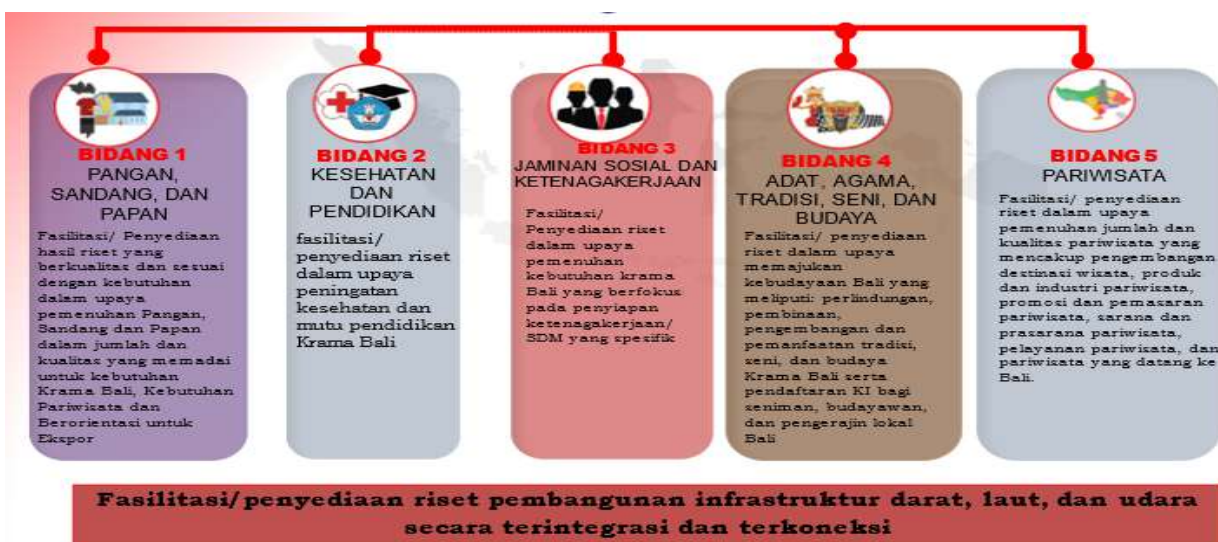 BIDANG 1
PANGAN,
SANDANG, DAN
PAPAN
Fasilitasi/ Penyediaan
hasil riset yang
berkualitas dan sesuai
dengan kebutuhan
dalam upaya
pemenuhan Pangan,
Sandang dan Papan
dalam jumlah dan
kualitas yang memadai
untuk kebutuhan
Krama Bali, Kebutuhan
Pariwisata dan
Berorientasi untuk
Ekspor
BIDANG 2
KESEHATAN
DAN
PENDIDIKAN
fasilitasi/
penyediaan riset
dalam upaya
peningatan
kesehatan dan
mutu pendidikan
Krama Bali
BIDANG 3
JAMINAN SOSIAL DAN
KETENAGAKERJAAN
Fasilitasi/
Penyediaan riset
dalam upaya
pemenuhan
kebutuhan krama
Bali yang berfokus
pada penyiapan
ketenagakerjaan/
SDM yang spesifik
BIDANG 4
ADAT, AGAMA,
TRADISI, SENI, DAN
BUDAYA
Fasilitasi/ penyediaan
riset dalam upaya
memajukan
kebudayaan Bali yang
meliputi: perlindungan,
pembinaan,
pengembangan dan
pemanfaatan tradisi,
seni, dan budaya
Krama Bali serta
pendaftaran KI bagi
seniman, budayawan,
dan pengerajin lokal
Bali
BIDANG 5
PARIWISATA
Fasilitasi/ penyediaan
riset dalam upaya
pemenuhan jumlah dan
kualitas pariwisata yang
mencakup pengembangan
destinasi wisata, produk
dan industri pariwisata,
promosi dan pemasaran
pariwisata, sarana dan
prasarana pariwisata,
pelayanan pariwisata, dan
pariwisata yang datang ke
Bali.
Fasilitasi/penyediaan riset pembangunan infrastruktur darat, laut, dan udara
secara terintegrasi dan terkoneksi